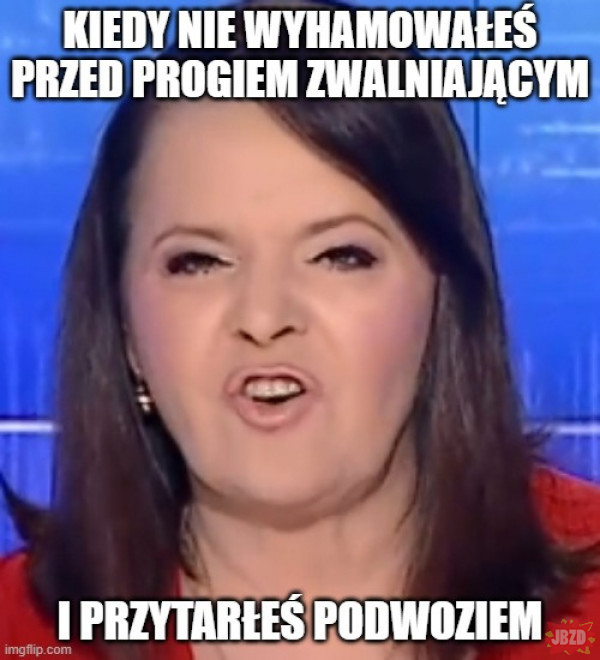 KIEDY NIE WYHAMOWAŁEŚ
PRZED PROGIEM ZWALNIAJĄCYM
I PRZYTARŁEŚ PODWOZIEM
JBZD
imgflip.com